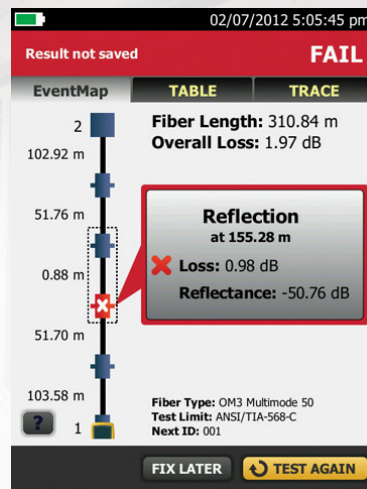 02/07/2012 5:05:45 pm
Result not saved
FAIL
EventMap
TABLE
TRACE
2
Fiber Length: 310.84 m
Overall Loss: 1.97 dB
102.92 m
51.76 m
0.88 m
51.70 m
103.58 m
1
Reflection
at 155.28 m
Loss: 0.98 dB
Reflectance: -50.76 dB
Fiber Type: OM3 Multimode 50
Test Limit: ANSI/TIA-568-C
Next ID: 001
?
FIX LATER
TEST AGAIN